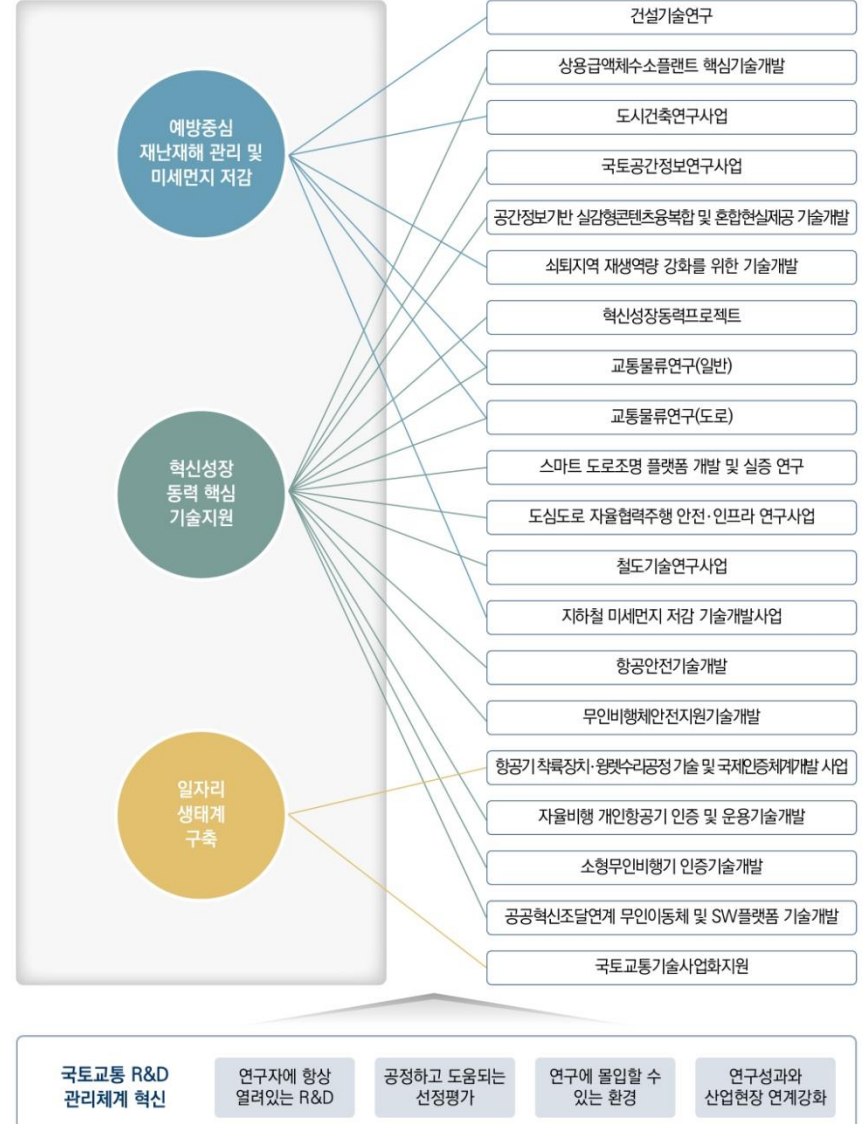 예방중심
재난재해 관리 및
미세먼지 저감
혁신성장
동력 핵심
기술지원
일자리
생태계
구축
건설기술연구
상용급액체수소플랜트 핵심기술개발
도시건축연구사업
국토공간정보연구사업
공간정보기반 실감형콘텐츠융복합 및 혼합현실제공 기술개발
쇠퇴지역 재생역량 강화를 위한 기술개발
혁신성장동력프로젝트
교통물류연구(일반)
교통물류연구(도로)
스마트 도로조명 플랫폼 개발 및 실증 연구
도심도로 자율협력주행 안전·인프라 연구사업
철도기술연구사업
지하철 미세먼지 저감 기술개발사업
항공안전기술개발
무인비행체안전지원기술개발
항공기 착륙장치·윙렛수리공정 기술 및 국제인증체계개발 사업
자율비행 개인항공기 인증 및 운용기술개발
소형무인비행기 인증기술개발
공공혁신조달연계 무인이동체 및 SW플랫폼 기술개발
국토교통기술사업화지원
국토교통 R&D
관리체계 혁신
연구자에 항상
열려있는 R&D
공정하고 도움되는
선정평가
연구에 몰입할 수
있는 환경
연구성과와
산업현장 연계강화